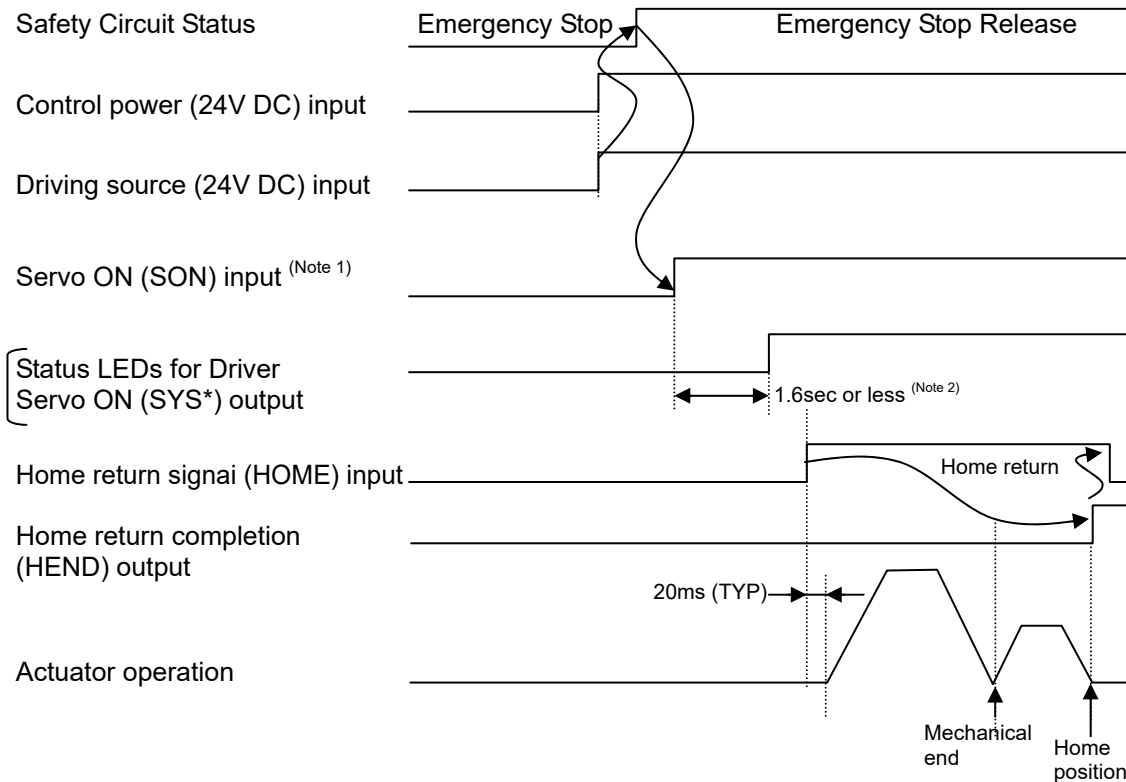 Safety Circuit Status
Emergency Stop
Emergency Stop Release
Control power (24V DC) input
Driving source (24V DC) input
Servo ON (SON) input (Note 1)
Status LEDs for Driver
Servo ON (SYS*) output
1.6sec or less (Note 2)
Home return signai (HOME) input
Home return
Home return completion
(HEND) output
20ms (TYP)
Actuator operation
Mechanical
end
Home
position